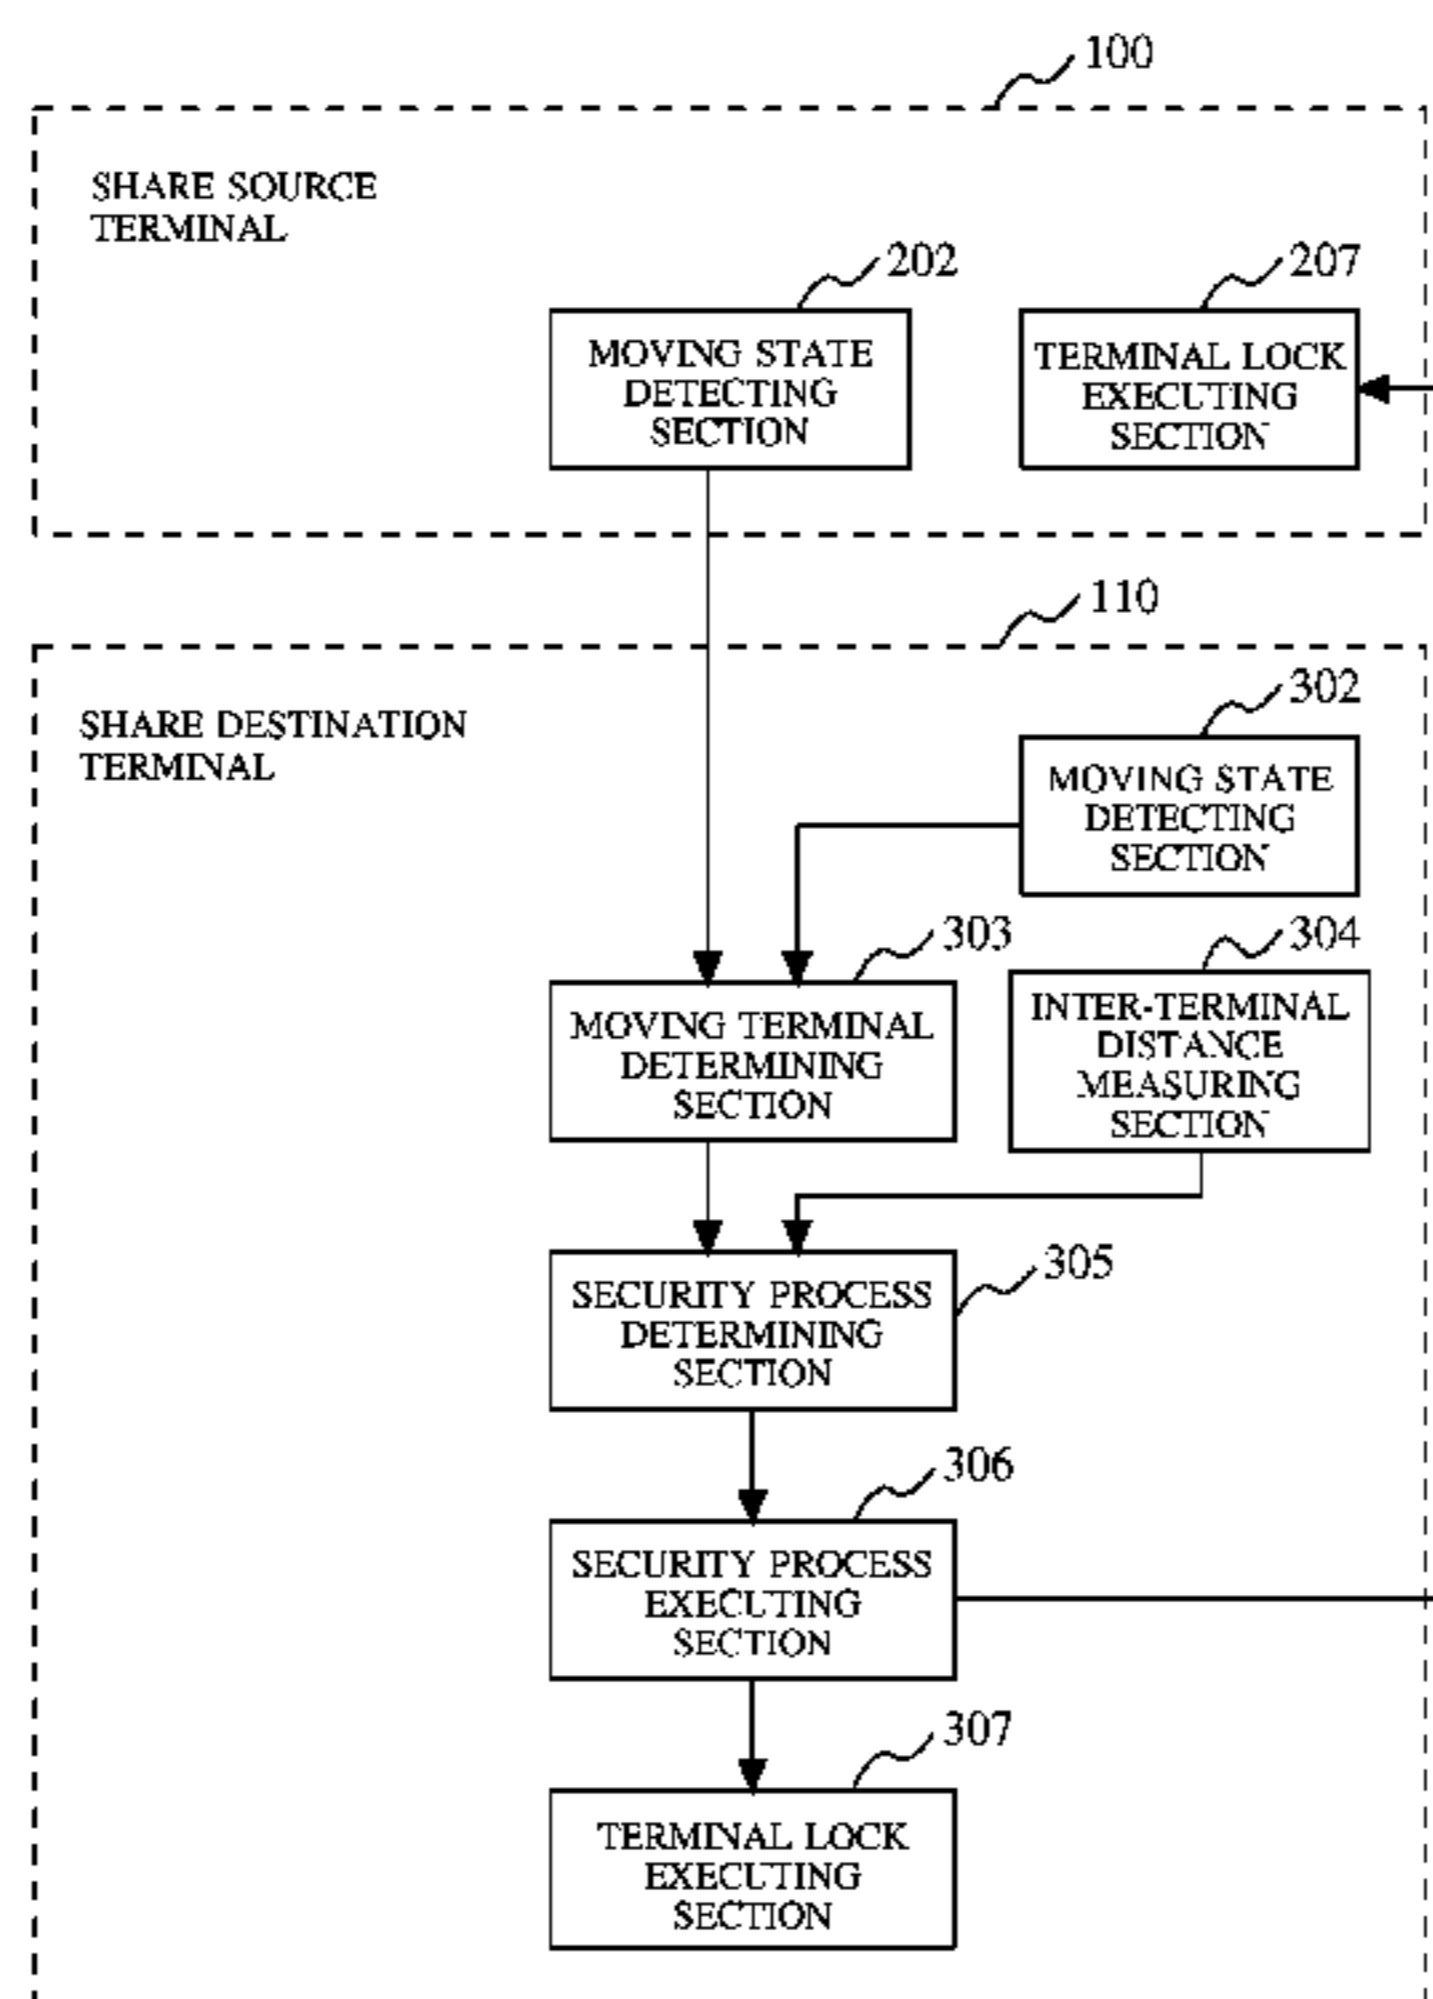 100
SHARE SOURCE
TERMINAL
202
207
MOVING STATE
DETECTING
SECTION
TERMINAL LOCK
EXECUTING
SECTION
110
SHARE DESTINATION
TERMINAL
302
MOVING STATE
DETECTING
SECTION
303
304
MOVING TERMINAL
DETERMINING
SECTION
INTER-TERMINAL
DISTANCE
MEASURING
SECTION
305
SECURITY PROCESS
DETERMINING
SECTION
306
SECURITY PROCESS
EXECUTING
SECTION
307
TERMINAL LOCK
EXECUTING
SECTION